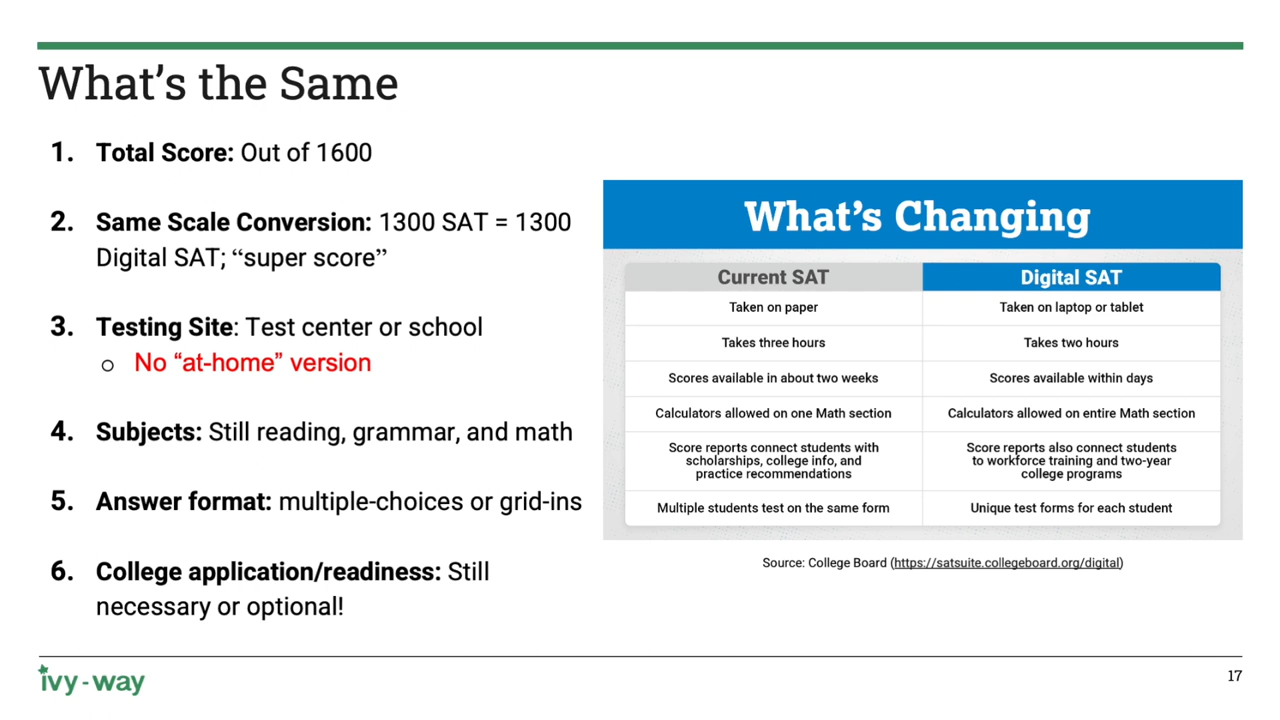 What's the Same
1. Total Score: Out of 1600
2. Same Scale Conversion: 1300 SAT = 1300
Digital SAT; “super score”
3. Testing Site: Test center or school
o No “at-home” version
4. Subjects: Still reading, grammar, and math
5. Answer format: multiple-choices or grid-ins
6. College application/readiness: Still
necessary or optional!
What's Changing
Current SAT Digital SAT
Taken on paper Taken on laptop or tablet
Takes three hours Takes two hours
Scores available in about two weeks Scores available within days
Calculators allowed on one Math section Calculators allowed on entire Math section
Score reports connect students with
scholarships, college info, and
practice recommendations
Score reports also connect students
to workforce training and two-year
college programs
Multiple students test on the same form Unique test forms for each student
Source: College Board (https://satsuite.collegeboard.org/digital)
ivy-way
17